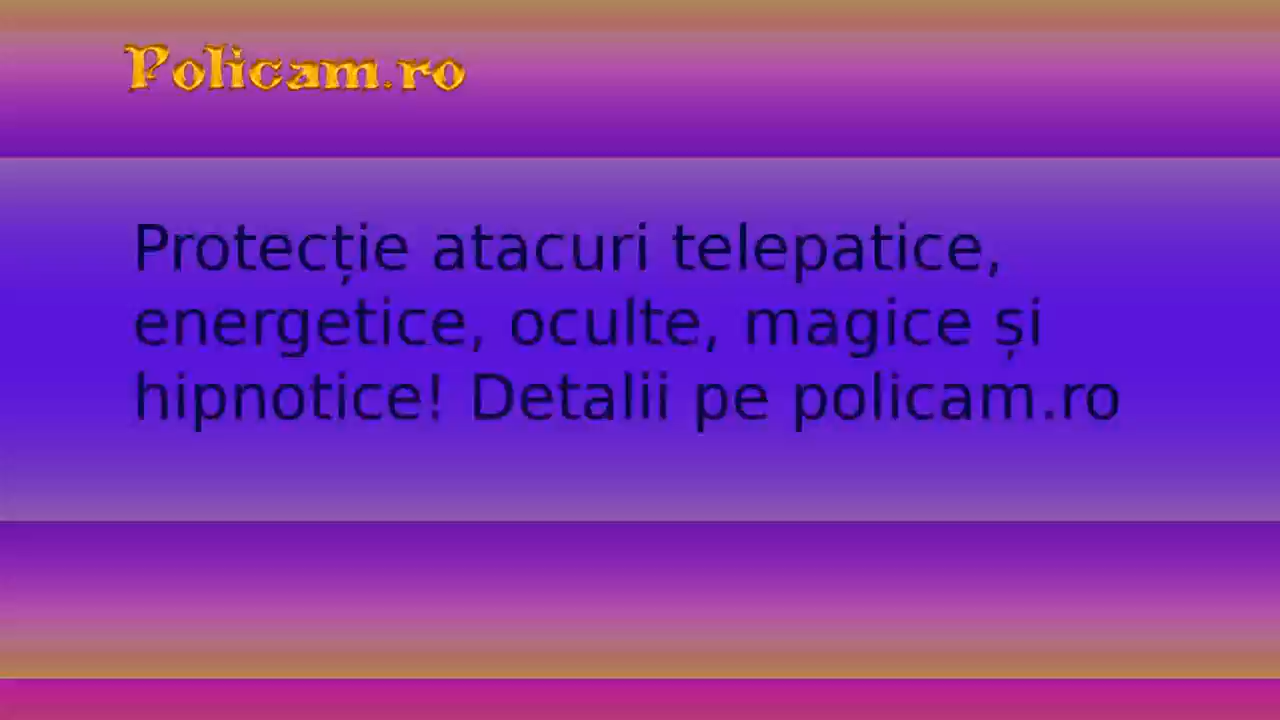 Policam.ro
Protecție atacuri telepatice,
energetice, oculte, magice și
hipnotice! Detalii pe policam.ro